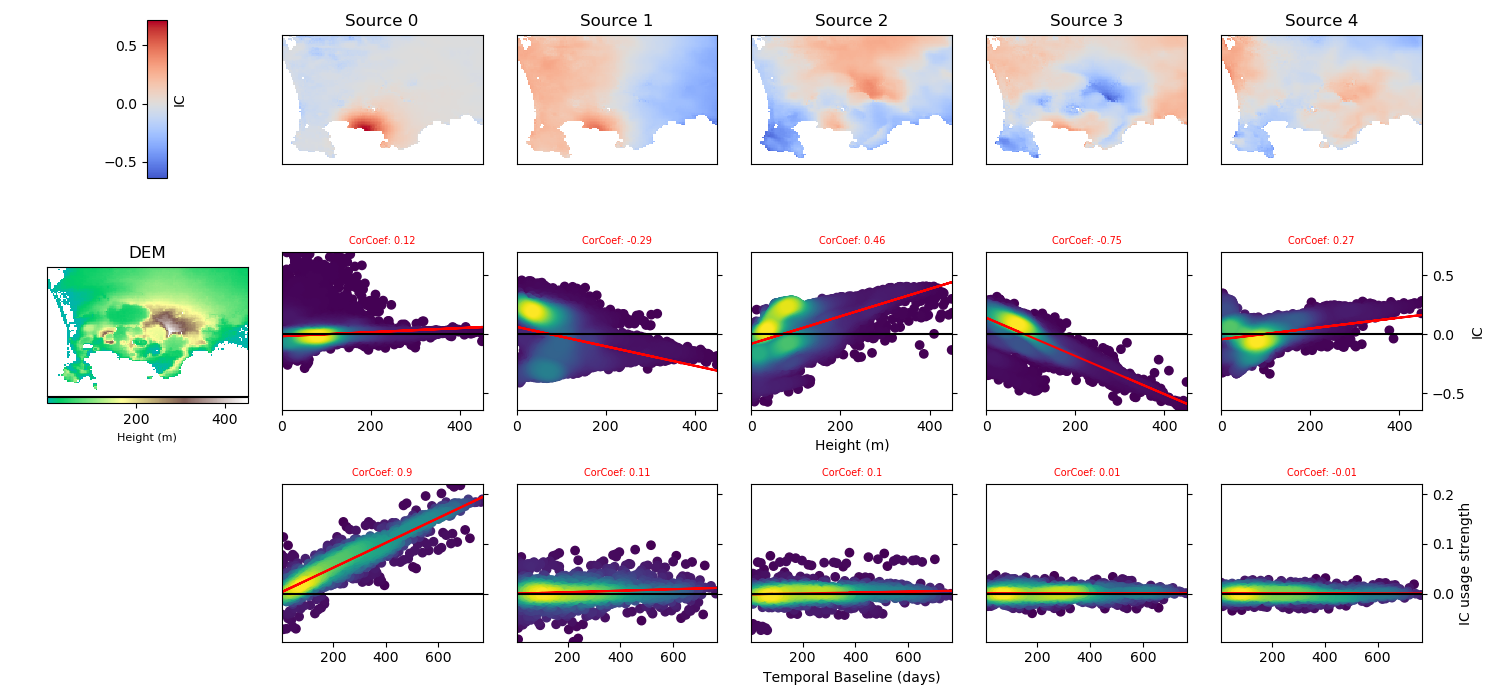 Source 0 Source 1 Source 2 Source 3 Source 4
0.5
0.0
−0.5
IC
DEM
200 400
Height (m)
CorCoef: 0.12 CorCoef: -0.29 CorCoef: 0.46 CorCoef: -0.75 CorCoef: 0.27
0.5
0.0
−0.5
IC
0 200 400 0 200 400 0 200 400 0 200 400 0 200 400
Height (m)
CorCoef: 0.9 CorCoef: 0.11 CorCoef: 0.1 CorCoef: 0.01 CorCoef: -0.01
0.2
0.1
0.0
IC usage strength
200 400 600 200 400 600 200 400 600 200 400 600 200 400 600
Temporal Baseline (days)